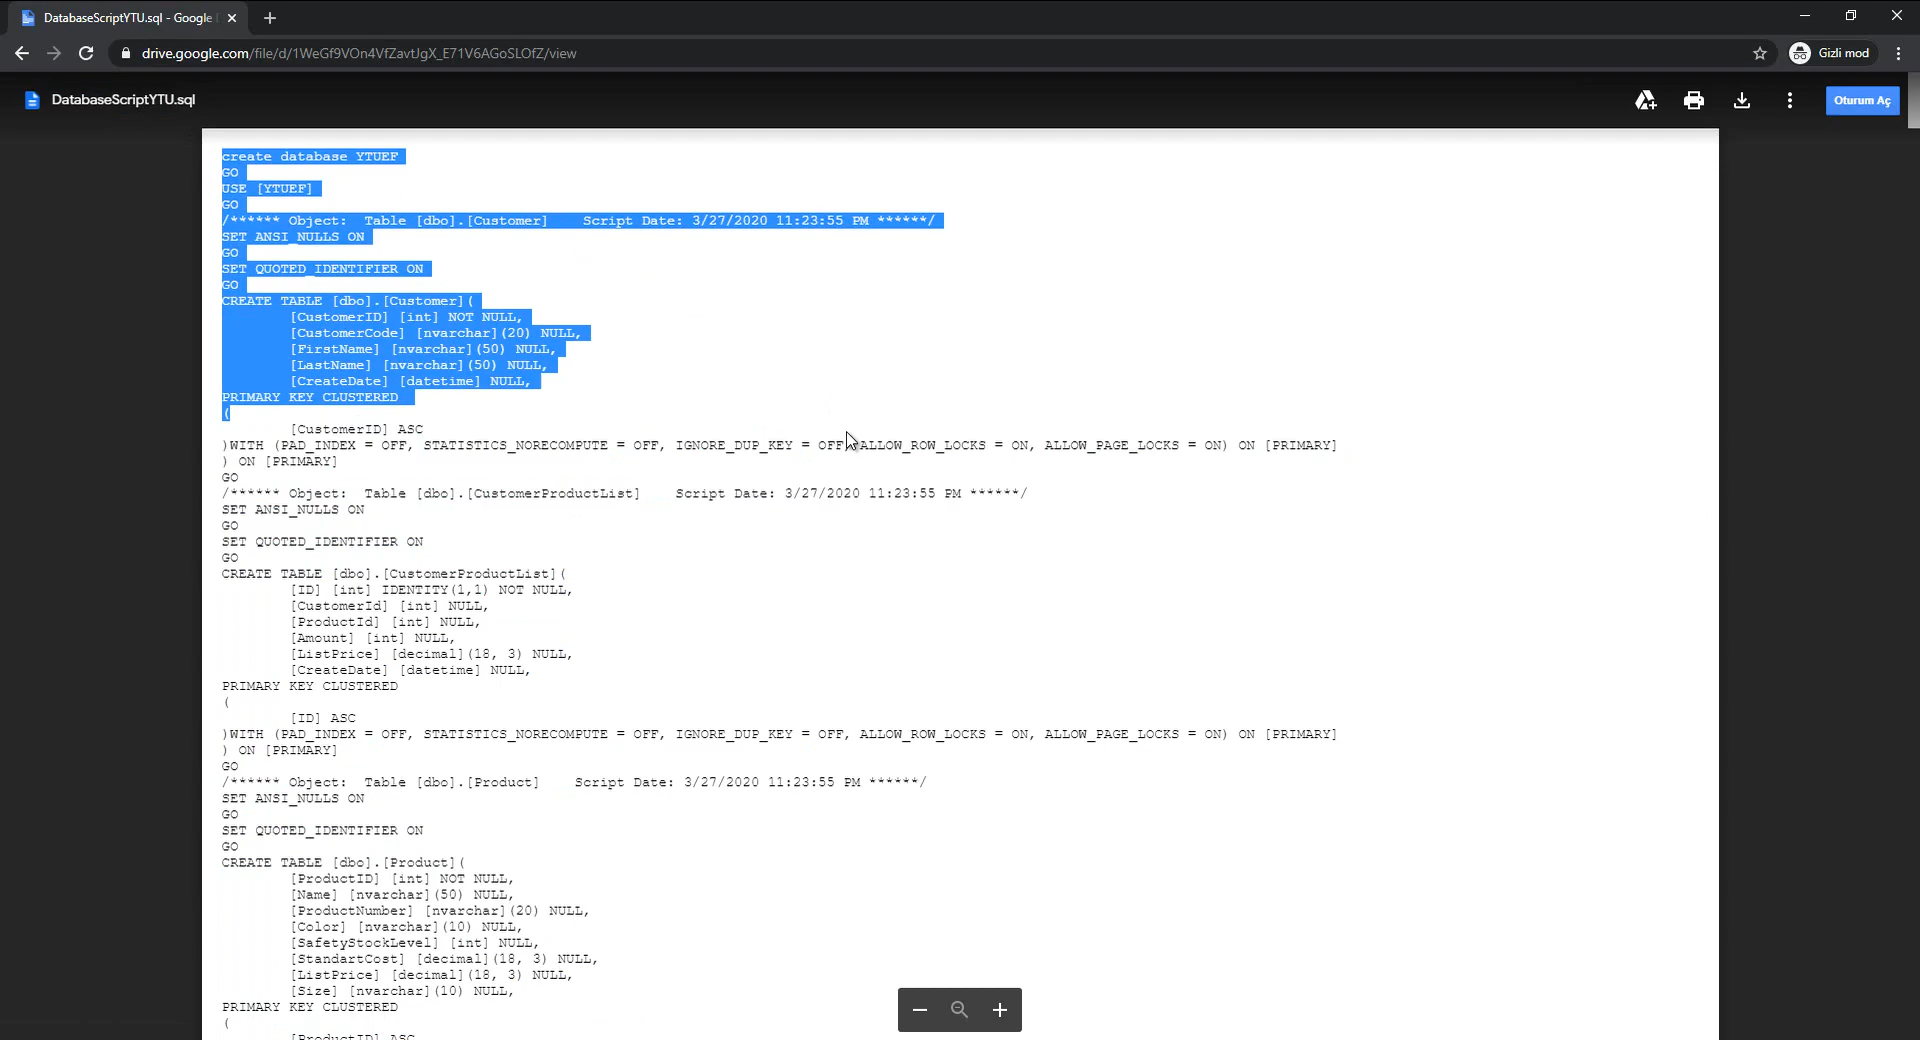 DatabaseScriptYTU.sql - Google
drive.google.com/file/d/1WeGf9VOn4VfZavtJgX_E71V6AGoSLOfZ/view
Gizli mod
DatabaseScriptYTU.sql
Oturum Aç
create database YTUEF
GO
USE [YTUEF]
GO
/****** Object:  Table [dbo].[Customer]    Script Date: 3/27/2020 11:23:55 PM ******/
SET ANSI_NULLS ON
GO
SET QUOTED_IDENTIFIER ON
GO
CREATE TABLE [dbo].[Customer](
[CustomerID] [int] NOT NULL,
[CustomerCode] [nvarchar](20) NULL,
[FirstName] [nvarchar](50) NULL,
[LastName] [nvarchar](50) NULL,
[CreateDate] [datetime] NULL,
PRIMARY KEY CLUSTERED
(
[CustomerID] ASC
)WITH (PAD_INDEX = OFF, STATISTICS_NORECOMPUTE = OFF, IGNORE_DUP_KEY = OFF, ALLOW_ROW_LOCKS = ON, ALLOW_PAGE_LOCKS = ON) ON [PRIMARY]
) ON [PRIMARY]
GO
/****** Object:  Table [dbo].[CustomerProductList]    Script Date: 3/27/2020 11:23:55 PM ******/
SET ANSI_NULLS ON
GO
SET QUOTED_IDENTIFIER ON
GO
CREATE TABLE [dbo].[CustomerProductList](
[ID] [int] IDENTITY(1,1) NOT NULL,
[CustomerId] [int] NULL,
[ProductId] [int] NULL,
[Amount] [int] NULL,
[ListPrice] [decimal](18, 3) NULL,
[CreateDate] [datetime] NULL,
PRIMARY KEY CLUSTERED
(
[ID] ASC
)WITH (PAD_INDEX = OFF, STATISTICS_NORECOMPUTE = OFF, IGNORE_DUP_KEY = OFF, ALLOW_ROW_LOCKS = ON, ALLOW_PAGE_LOCKS = ON) ON [PRIMARY]
) ON [PRIMARY]
GO
/****** Object:  Table [dbo].[Product]    Script Date: 3/27/2020 11:23:55 PM ******/
SET ANSI_NULLS ON
GO
SET QUOTED_IDENTIFIER ON
GO
CREATE TABLE [dbo].[Product](
[ProductID] [int] NOT NULL,
[Name] [nvarchar](50) NULL,
[ProductNumber] [nvarchar](20) NULL,
[Color] [nvarchar](10) NULL,
[SafetyStockLevel] [int] NULL,
[StandartCost] [decimal](18, 3) NULL,
[ListPrice] [decimal](18, 3) NULL,
[Size] [nvarchar](10) NULL,
PRIMARY KEY CLUSTERED
(
[ProductID] ASC